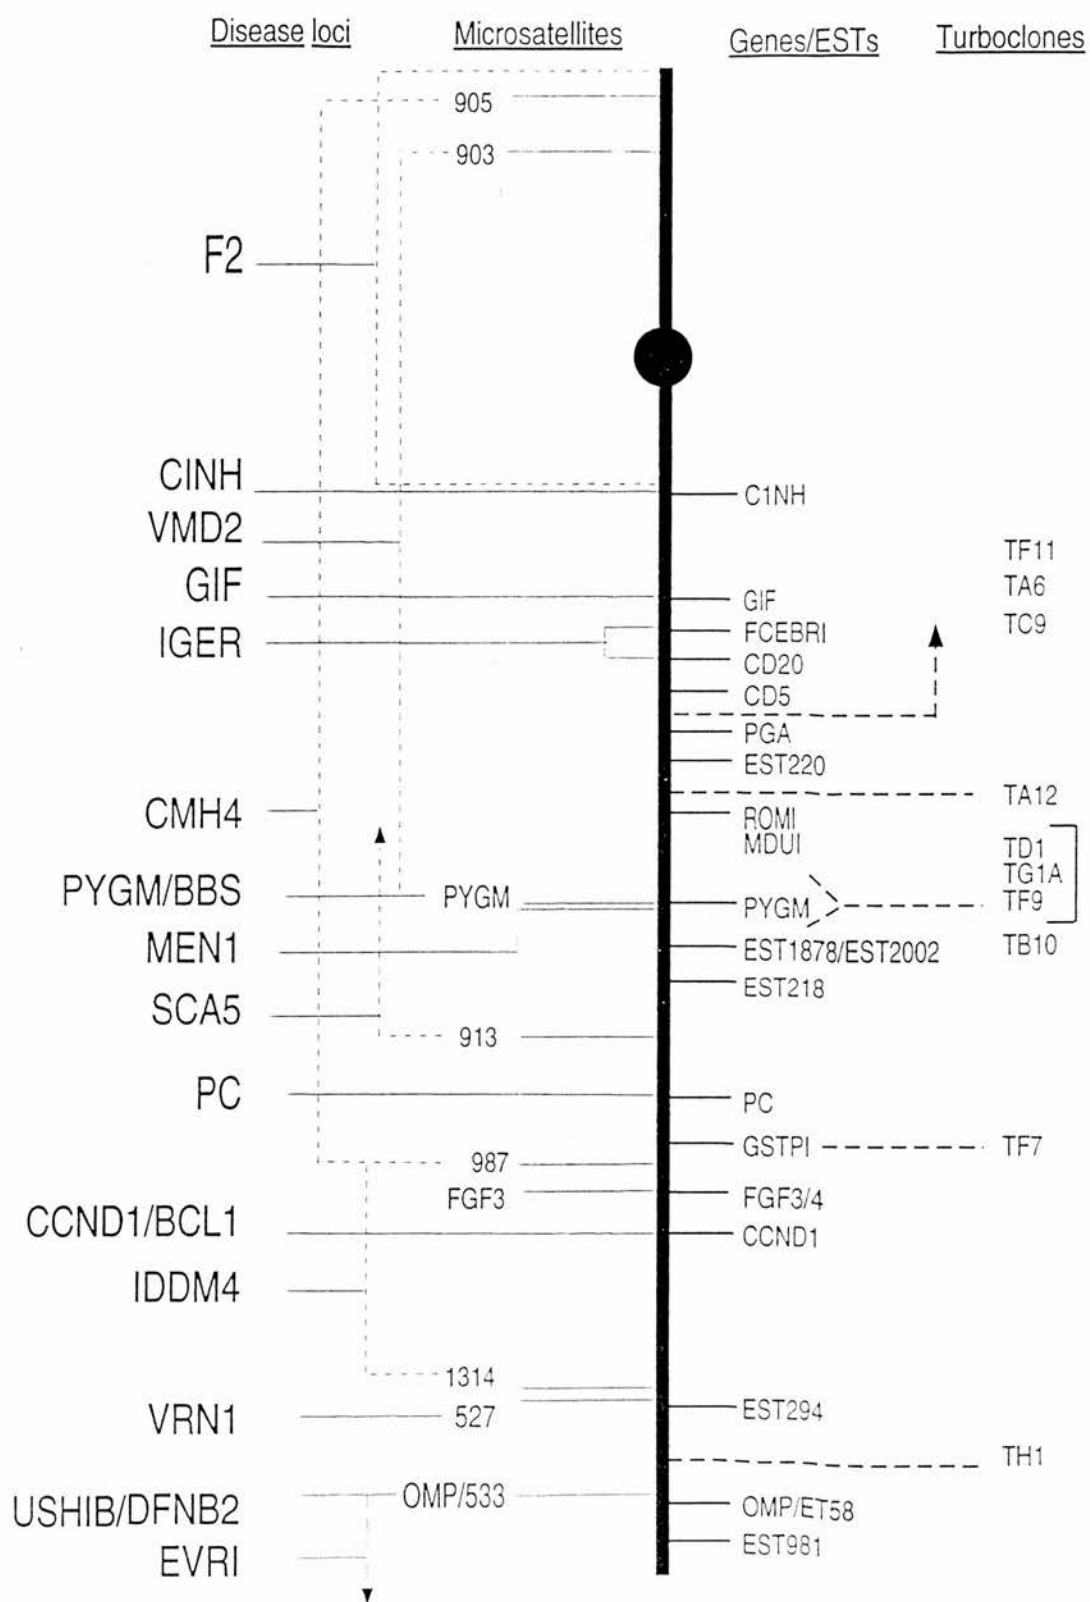 Disease loci Microsatellites Genes/ESTs Turboclones
905
903
F2
CINH C1NH
VMD2 TF11
GIF GIF TA6
IGER FCEBRI TC9
CD20
CD5
PGA
EST220
CMH4 ROMI TA12
MDUI TD1
TG1A
PYGM/BBS PYGM PYGM TF9
MEN1 EST1878/EST2002 TB10
SCA5 EST218
913
PC PC
987 GSTPI TF7
FGF3 FGF3/4
CCND1/BCL1 CCND1
IDDM4
1314
VRN1 527 EST294
TH1
USHIB/DFNB2 OMP/533 OMP/ET58
EVRI EST981